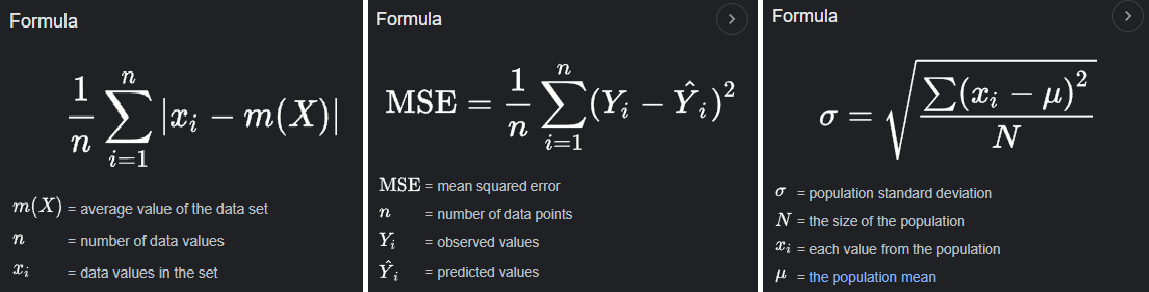 Formula
1/n ∑_{i=1}^{n} |x_i − m(X)|
m(X) = average value of the data set
n = number of data values
x_i = data values in the set
Formula
MSE = 1/n ∑_{i=1}^{n} (Y_i − Ŷ_i)²
MSE = mean squared error
n = number of data points
Y_i = observed values
Ŷ_i = predicted values
Formula
σ = √(∑(x_i − μ)² / N)
σ = population standard deviation
N = the size of the population
x_i = each value from the population
μ = the population mean